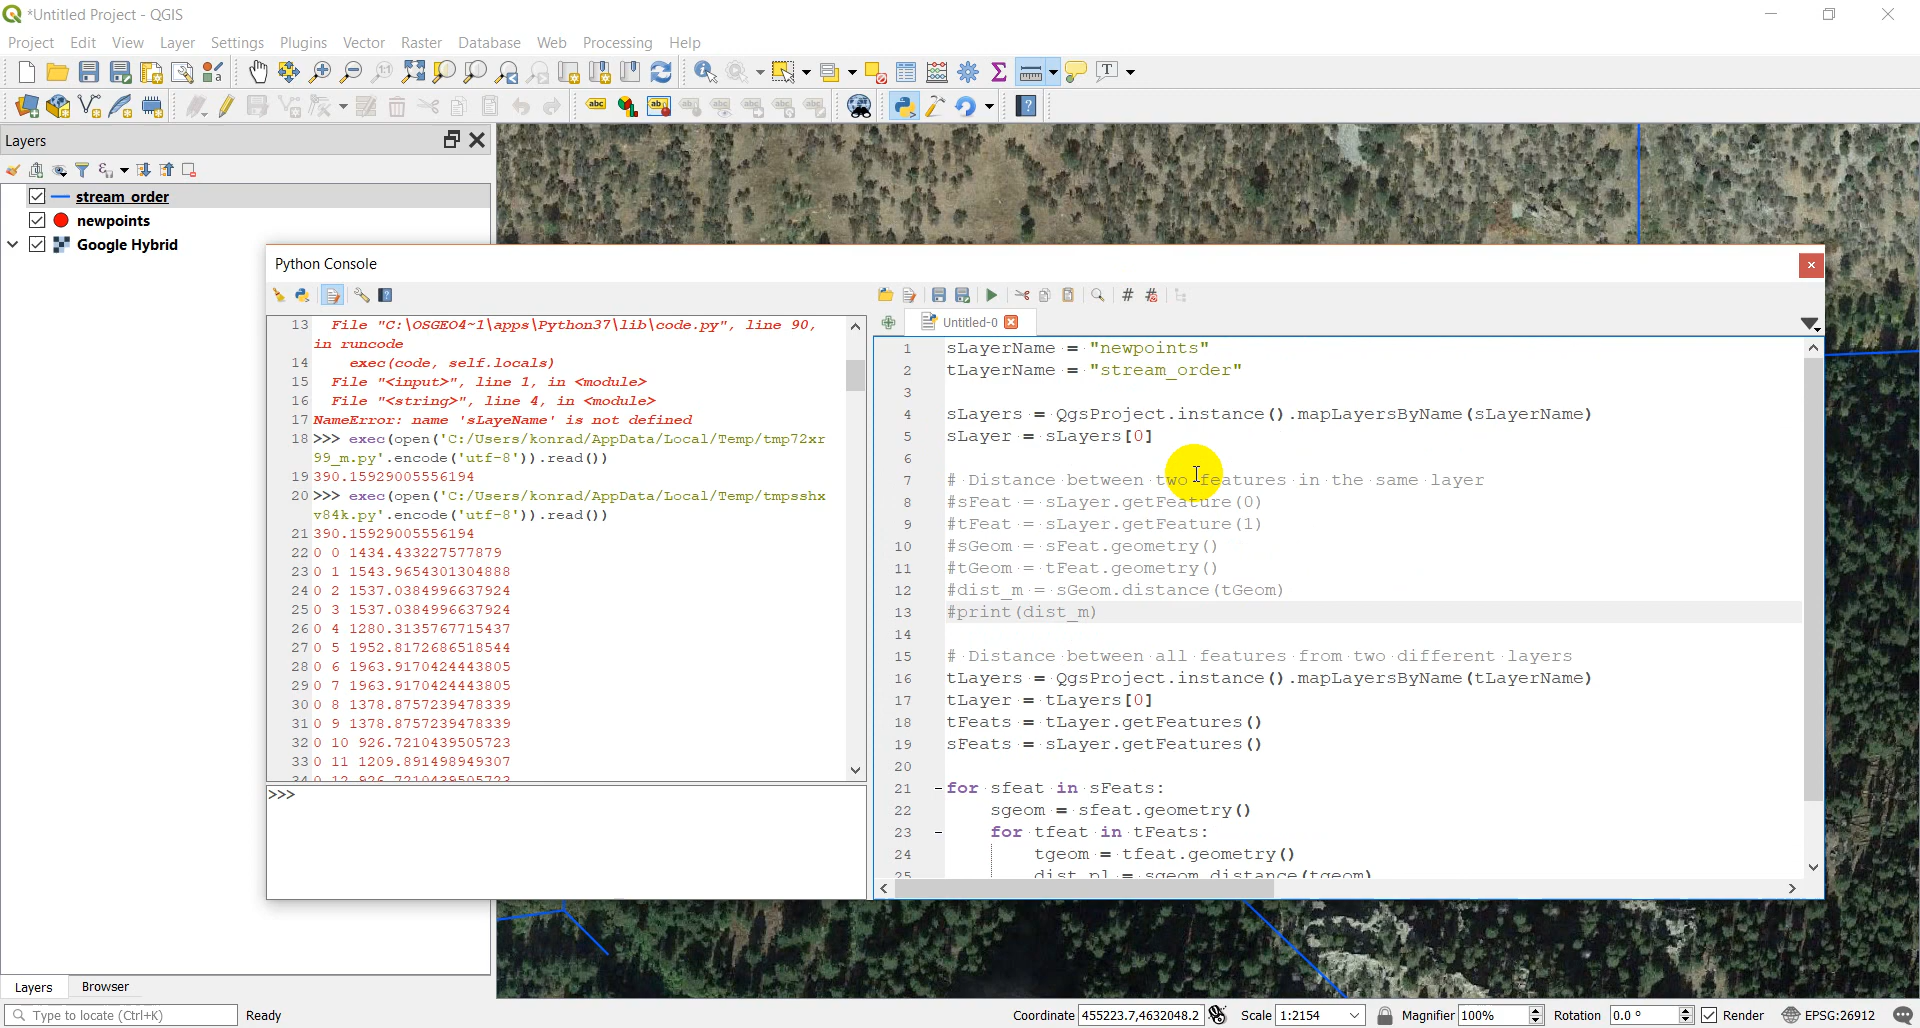 *Untitled Project - QGIS
Project Edit View Layer Settings Plugins Vector Raster Database Web Processing Help
Layers
stream_order
newpoints
Google Hybrid
Python Console
13 File "C:\OSGEO4~1\apps\Python37\lib\code.py", line 90,
in runcode
14 exec(code, self.locals)
15 File "<input>", line 1, in <module>
16 File "<string>", line 4, in <module>
17 NameError: name 'sLayeName' is not defined
18 >>> exec(open('C:/Users/konrad/AppData/Local/Temp/tmp72xr
99_m.py'.encode('utf-8')).read())
19 390.15929005556194
20 >>> exec(open('C:/Users/konrad/AppData/Local/Temp/tmpsshx
v84k.py'.encode('utf-8')).read())
21 390.15929005556194
22 0 0 1434.433227577879
23 0 1 1543.9654301304888
24 0 2 1537.0384996637924
25 0 3 1537.0384996637924
26 0 4 1280.3135767715437
27 0 5 1952.8172686518544
28 0 6 1963.9170424443805
29 0 7 1963.9170424443805
30 0 8 1378.8757239478339
31 0 9 1378.8757239478339
32 0 10 926.7210439505723
33 0 11 1209.891498949307
34 0 12 926.7210439505723
>>>
Untitled-0
1 sLayerName = "newpoints"
2 tLayerName = "stream_order"
3
4 sLayers = QgsProject.instance().mapLayersByName(sLayerName)
5 sLayer = sLayers[0]
6
7 # Distance between two features in the same layer
8 #sFeat = sLayer.getFeature(0)
9 #tFeat = sLayer.getFeature(1)
10 #sGeom = sFeat.geometry()
11 #tGeom = tFeat.geometry()
12 #dist_m = sGeom.distance(tGeom)
13 #print(dist_m)
14
15 # Distance between all features from two different layers
16 tLayers = QgsProject.instance().mapLayersByName(tLayerName)
17 tLayer = tLayers[0]
18 tFeats = tLayer.getFeatures()
19 sFeats = sLayer.getFeatures()
20
21 for sfeat in sFeats:
22 sgeom = sfeat.geometry()
23 for tfeat in tFeats:
24 tgeom = tfeat.geometry()
25 dist_pl = sgeom.distance(tgeom)
Layers Browser
Type to locate (Ctrl+K) Ready Coordinate 455223.7,4632048.2 Scale 1:2154 Magnifier 100% Rotation 0.0 ° Render EPSG:26912